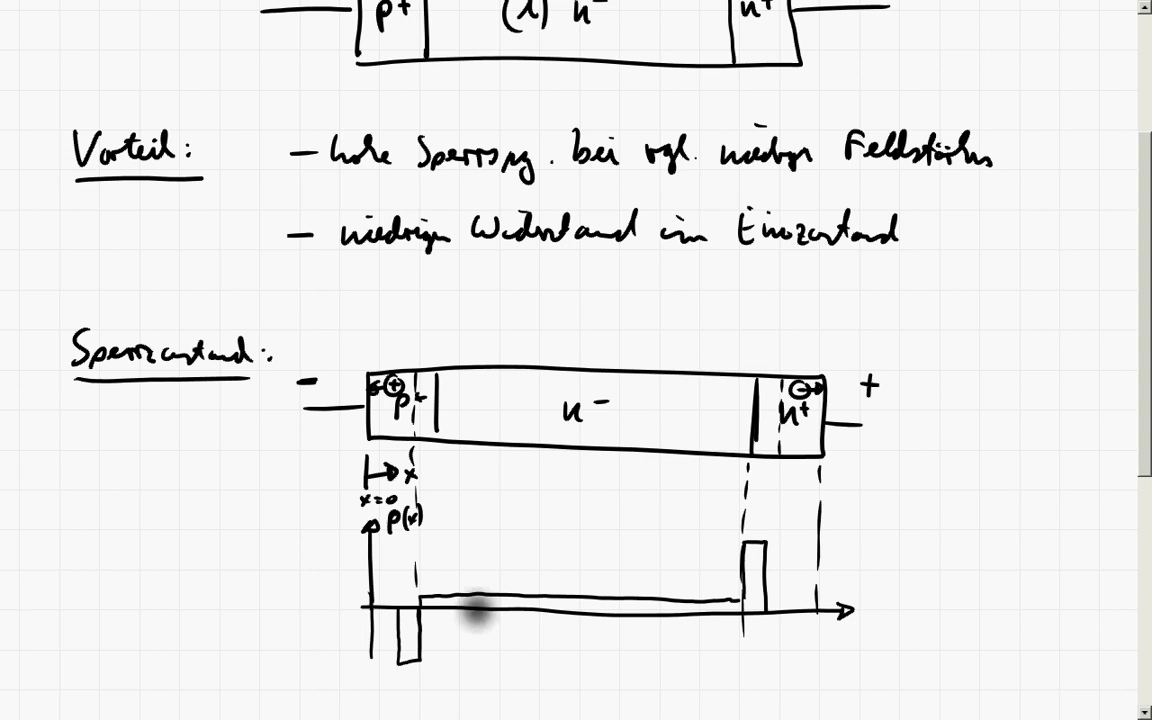 p+ (i) n- n+
Vorteil: - hohe Sperrspg. bei vgl. niedriger Feldstärke
- niedriger Widerstand im Einzustand
Sperrzustand:
- p+ n- n+ +
x
x=0
ρ(x)